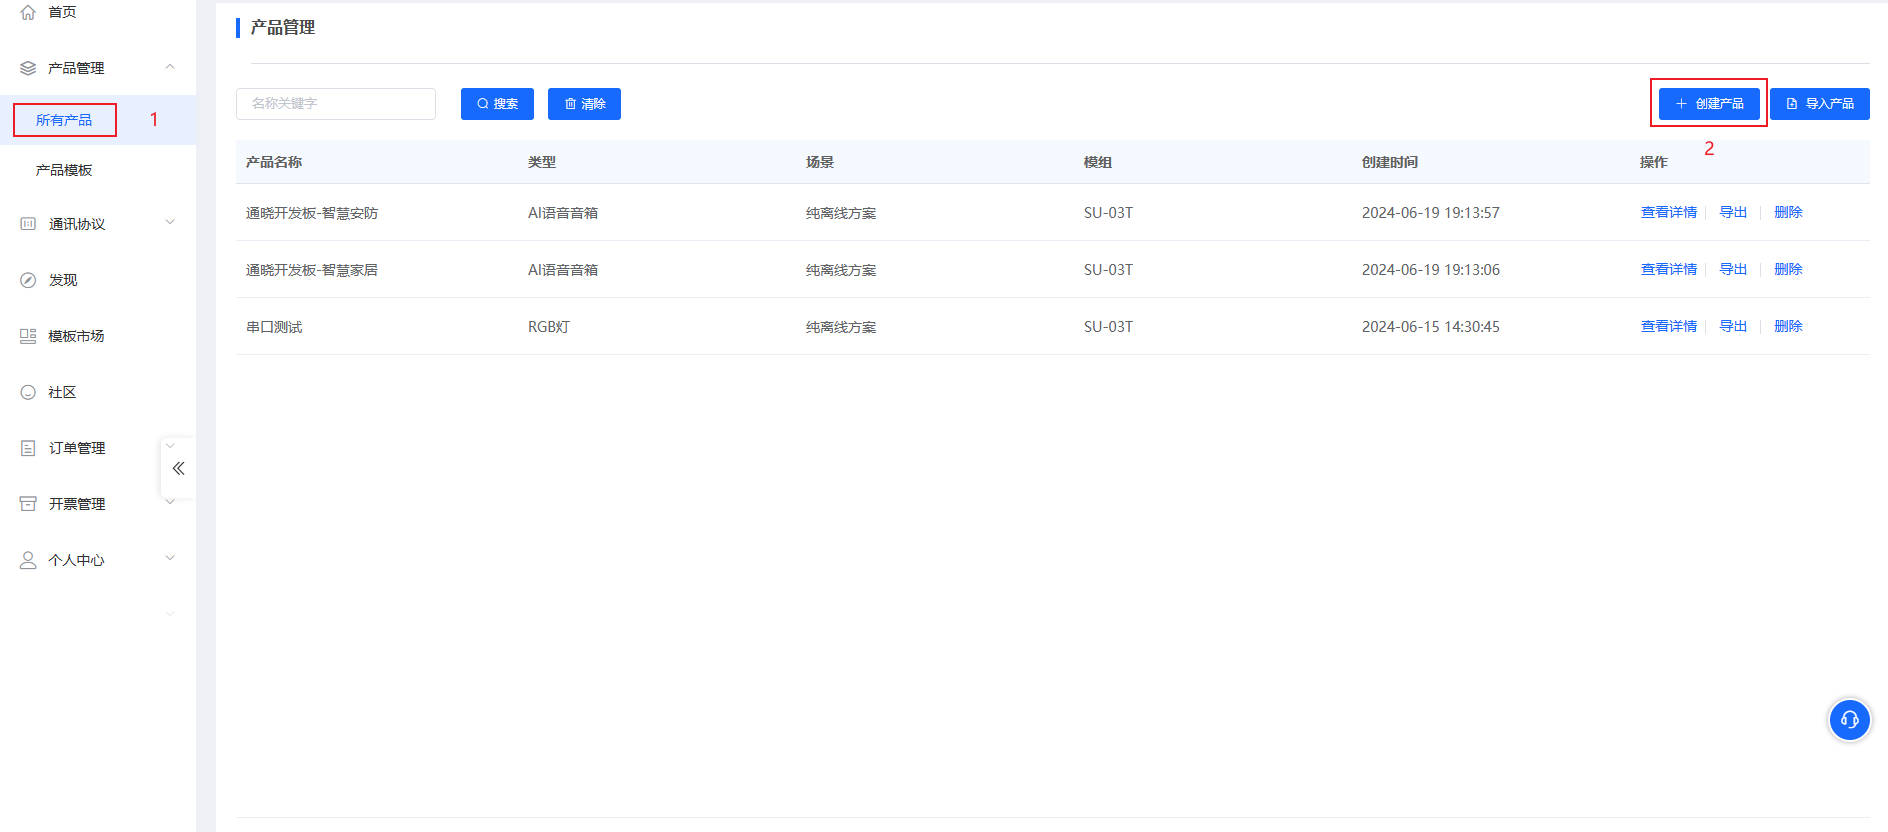 首页
产品管理
所有产品 1
产品模板
通讯协议
发现
模板市场
社区
订单管理
开票管理
个人中心
产品管理
名称关键字 搜索 清除 创建产品 导入产品
2
产品名称 类型 场景 模组 创建时间 操作
通晓开发板-智慧安防 AI语音音箱 纯离线方案 SU-03T 2024-06-19 19:13:57 查看详情 导出 删除
通晓开发板-智慧家居 AI语音音箱 纯离线方案 SU-03T 2024-06-19 19:13:06 查看详情 导出 删除
串口测试 RGB灯 纯离线方案 SU-03T 2024-06-15 14:30:45 查看详情 导出 删除